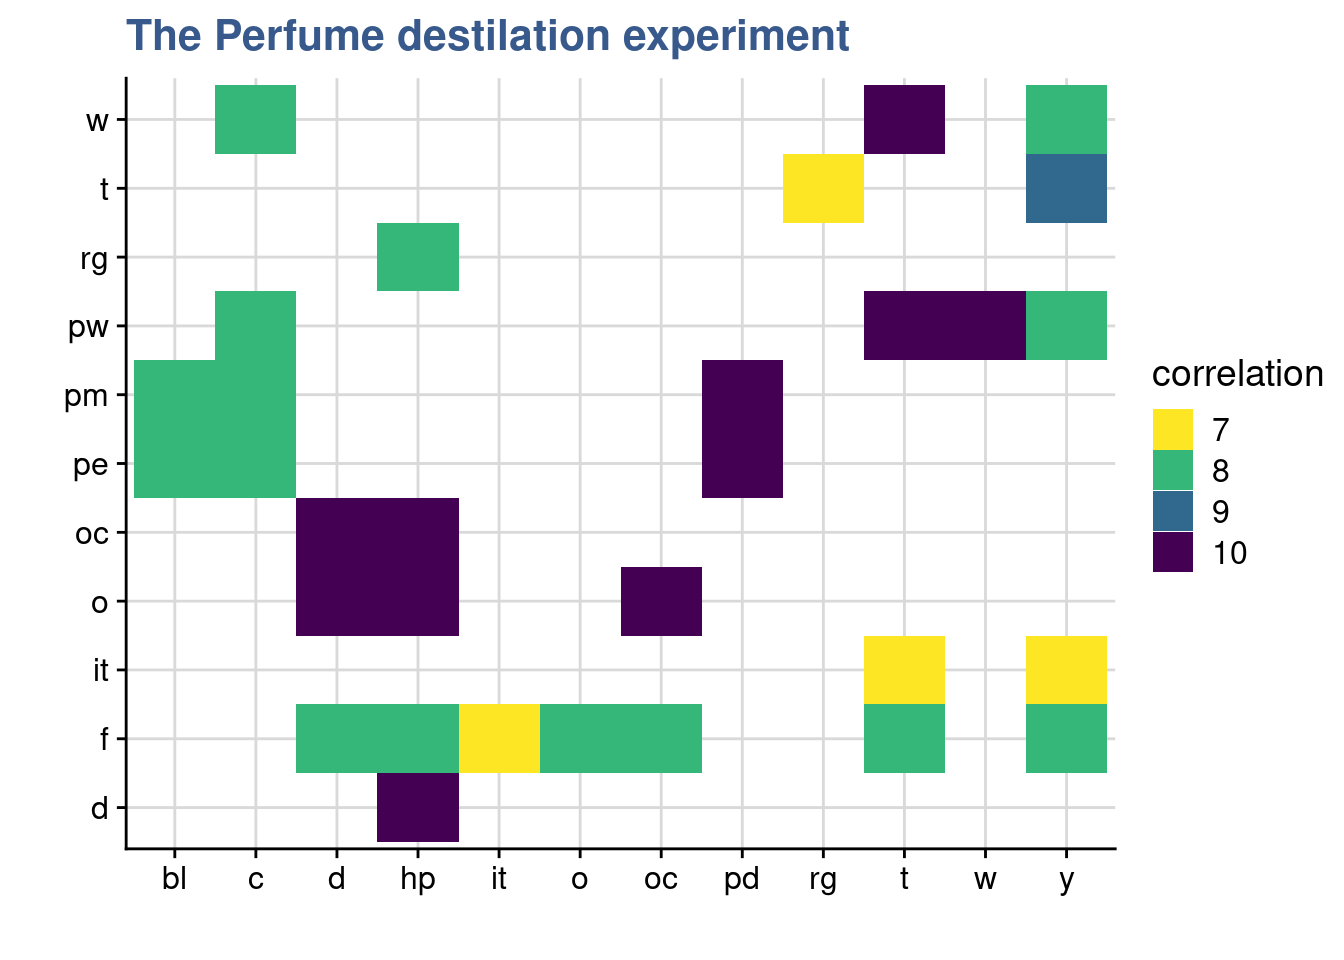 The Perfume destilation experiment
w
t
rg
pw
pm
pe
oc
o
it
f
d
bl c d hp it o oc pd rg t w y
correlation
7
8
9
10